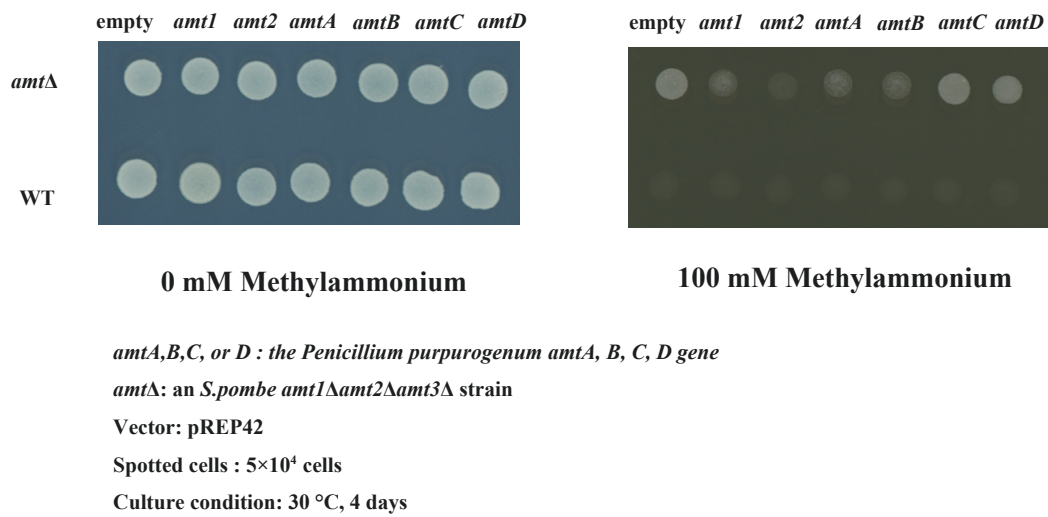 empty amt1 amt2 amtA amtB amtC amtD
empty amt1 amt2 amtA amtB amtC amtD
amtΔ
WT
0 mM Methylammonium
100 mM Methylammonium
amtA,B,C, or D : the Penicillium purpurogenum amtA, B, C, D gene
amtΔ: an S.pombe amt1Δamt2Δamt3Δ strain
Vector: pREP42
Spotted cells : 5×10⁴ cells
Culture condition: 30 °C, 4 days